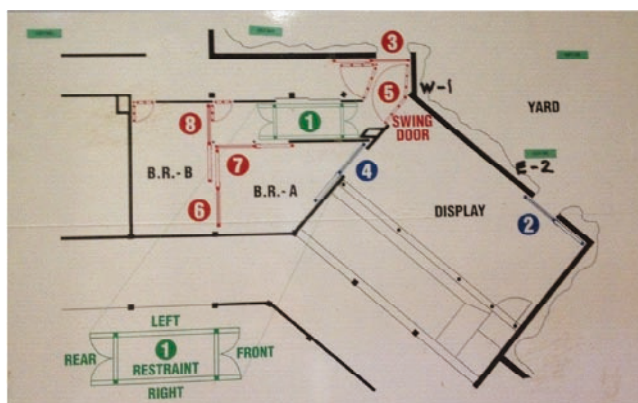 3
W-1
5
YARD
8
1
SWING
DOOR
7
E-2
B.R.-B
4
B.R.-A
6
DISPLAY
2
LEFT
REAR
1
FRONT
RESTRAINT
RIGHT